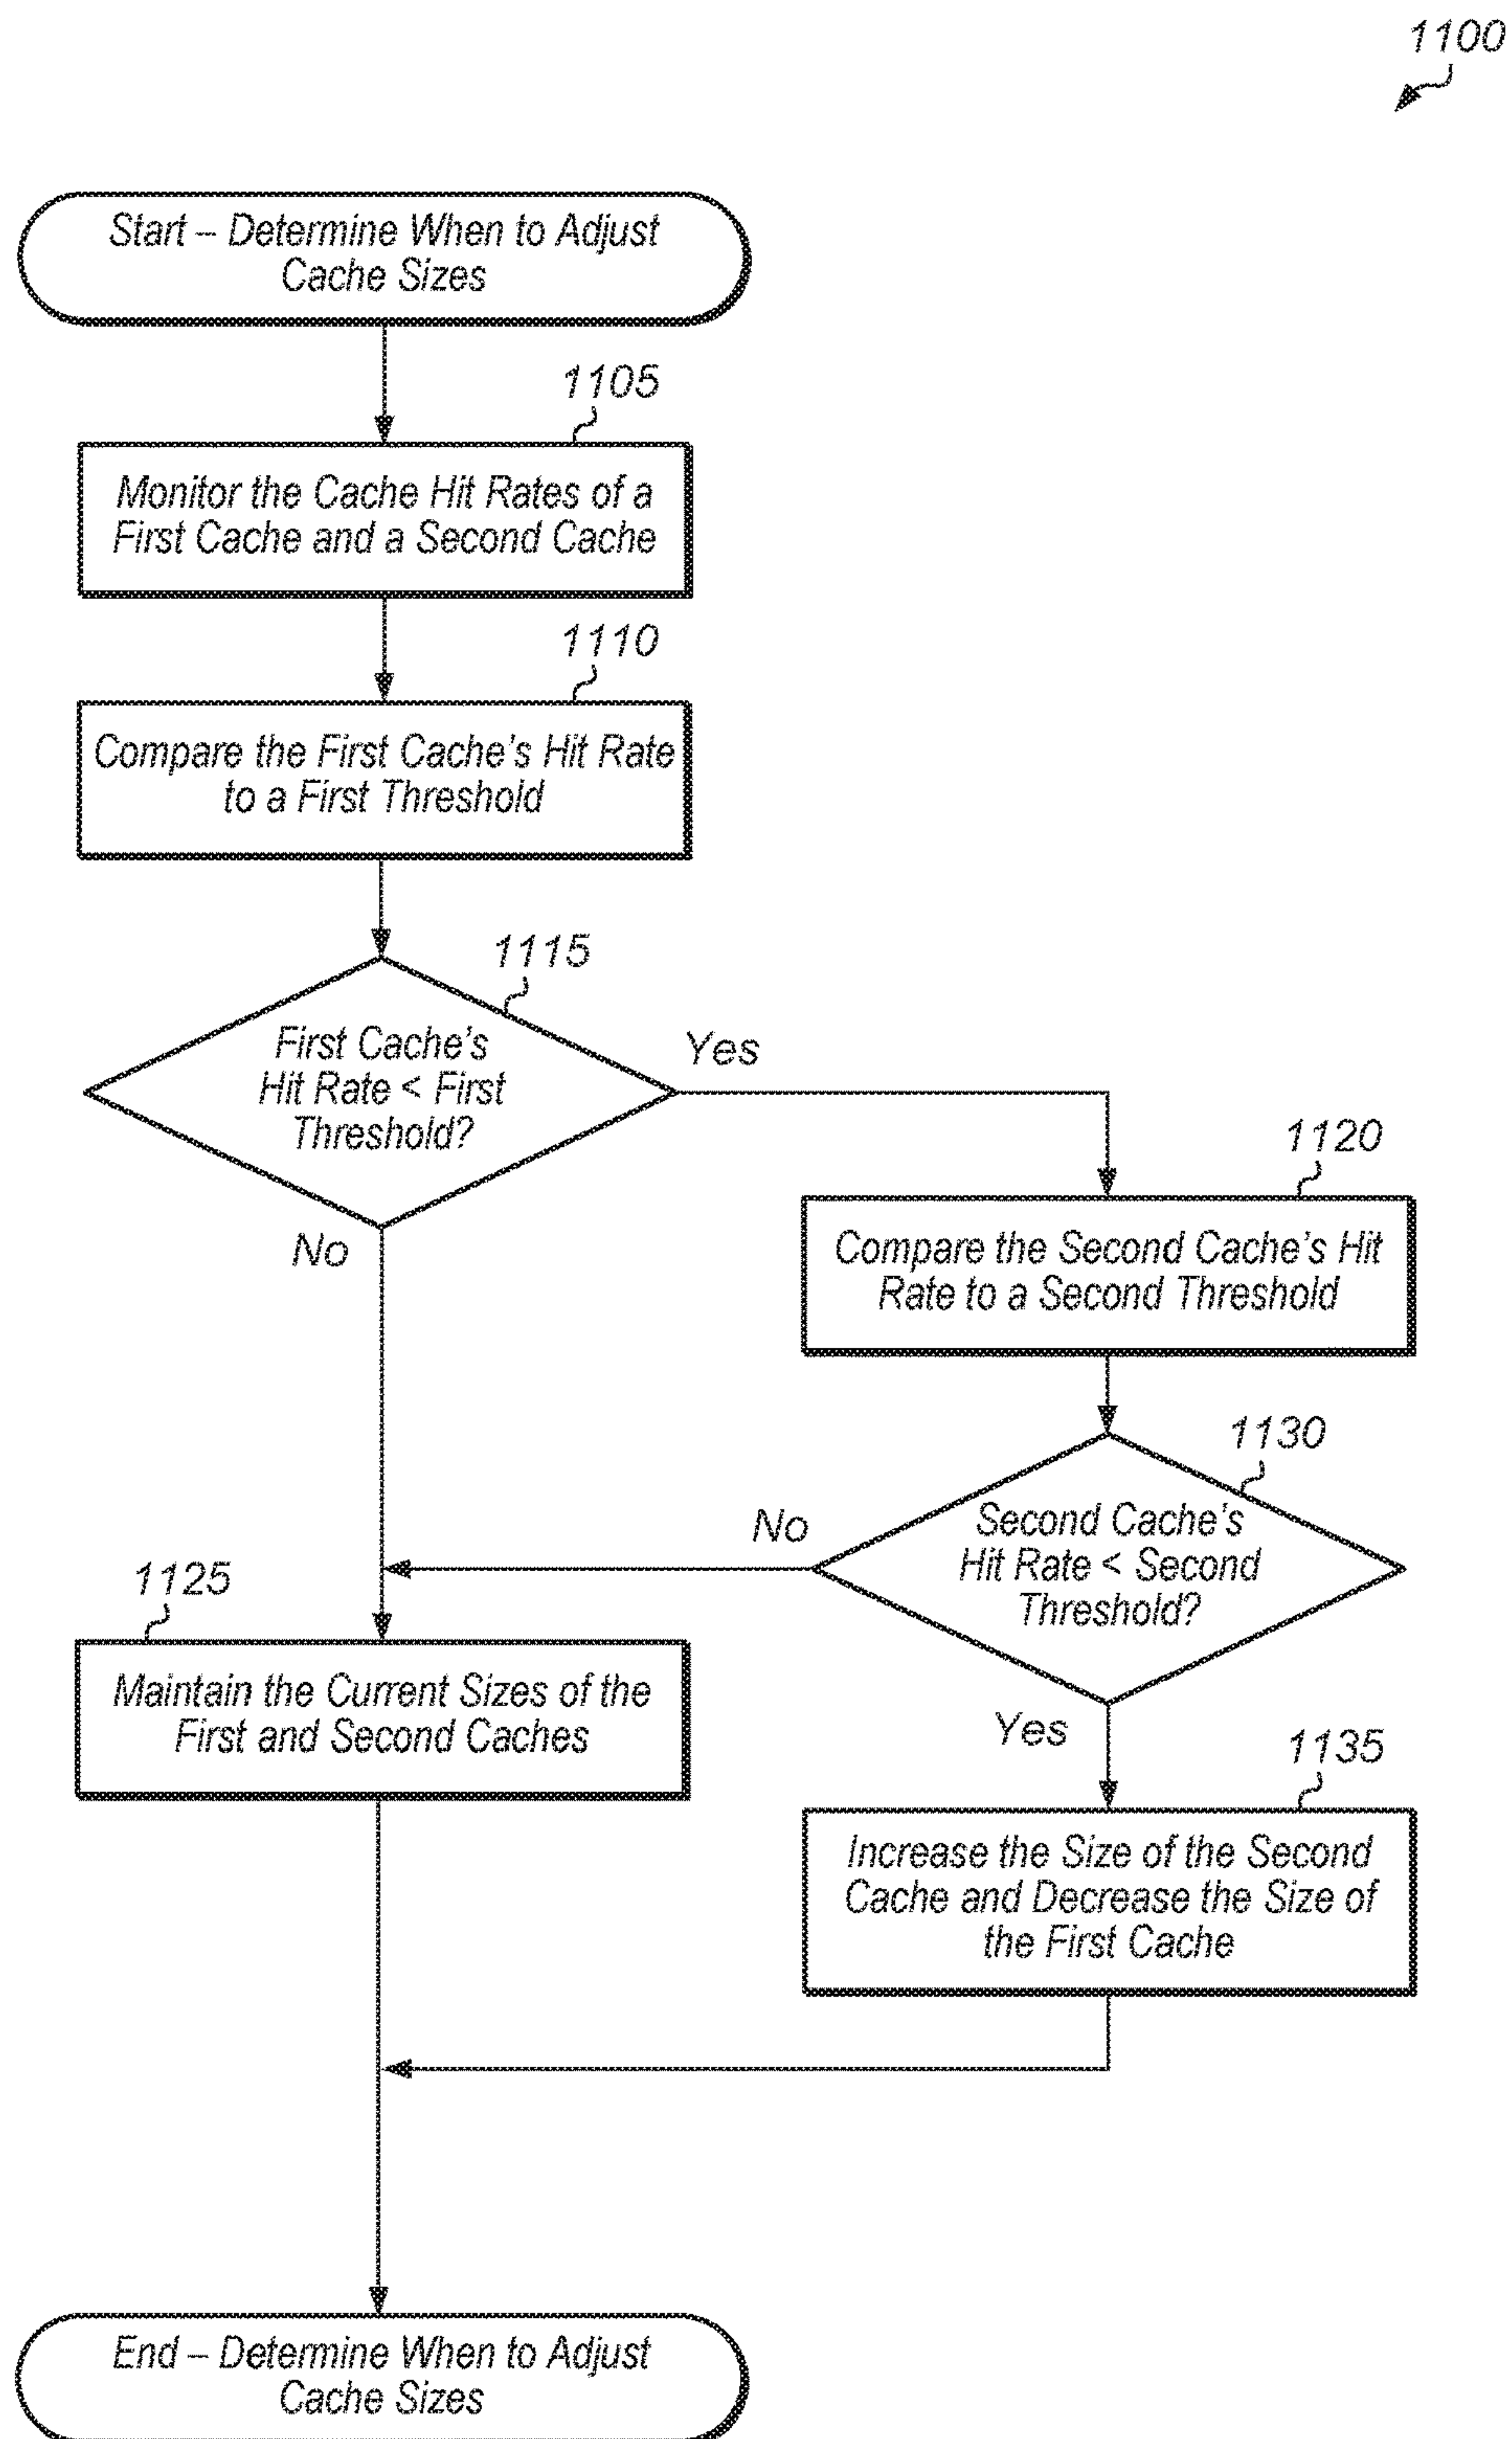 1100
Start – Determine When to Adjust
Cache Sizes
1105
Monitor the Cache Hit Rates of a
First Cache and a Second Cache
1110
Compare the First Cache's Hit Rate
to a First Threshold
1115
First Cache's
Hit Rate < First
Threshold?
Yes
No
1120
Compare the Second Cache's Hit
Rate to a Second Threshold
1130
Second Cache's
Hit Rate < Second
Threshold?
No
Yes
1125
Maintain the Current Sizes of the
First and Second Caches
1135
Increase the Size of the Second
Cache and Decrease the Size of
the First Cache
End – Determine When to Adjust
Cache Sizes